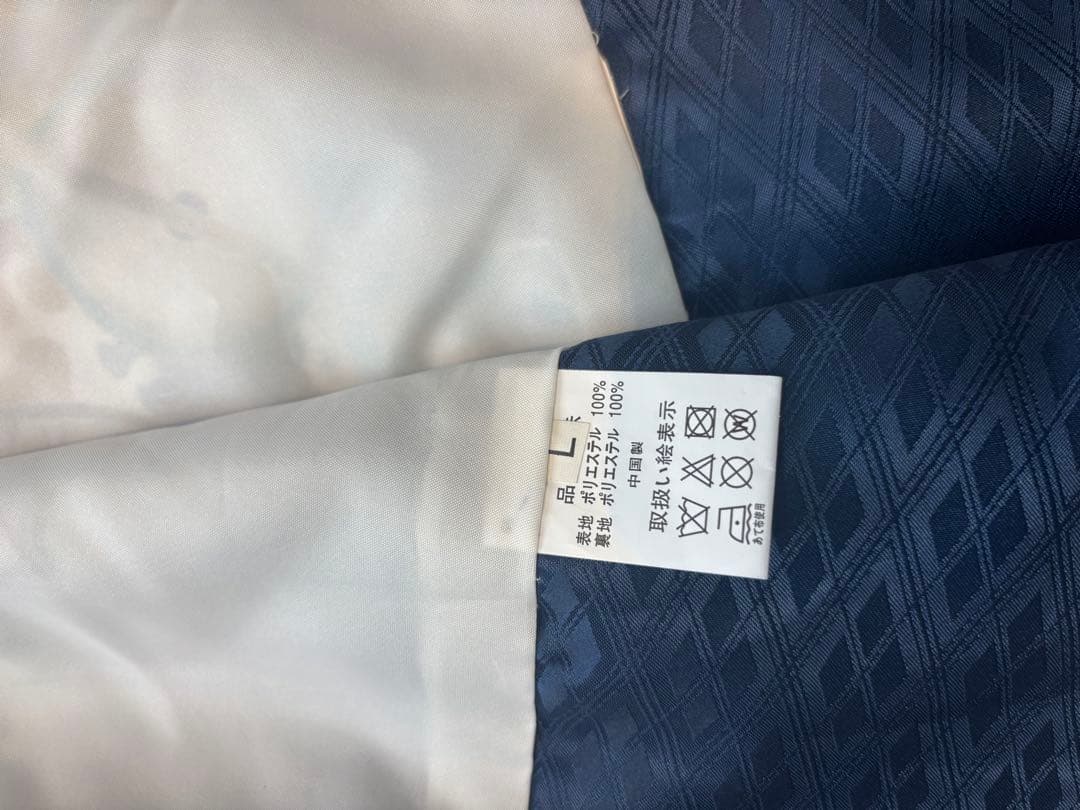 品
L
表地 ポリエステル 100%
裏地 ポリエステル 100%
中国製
取扱い絵表示
あて布使用